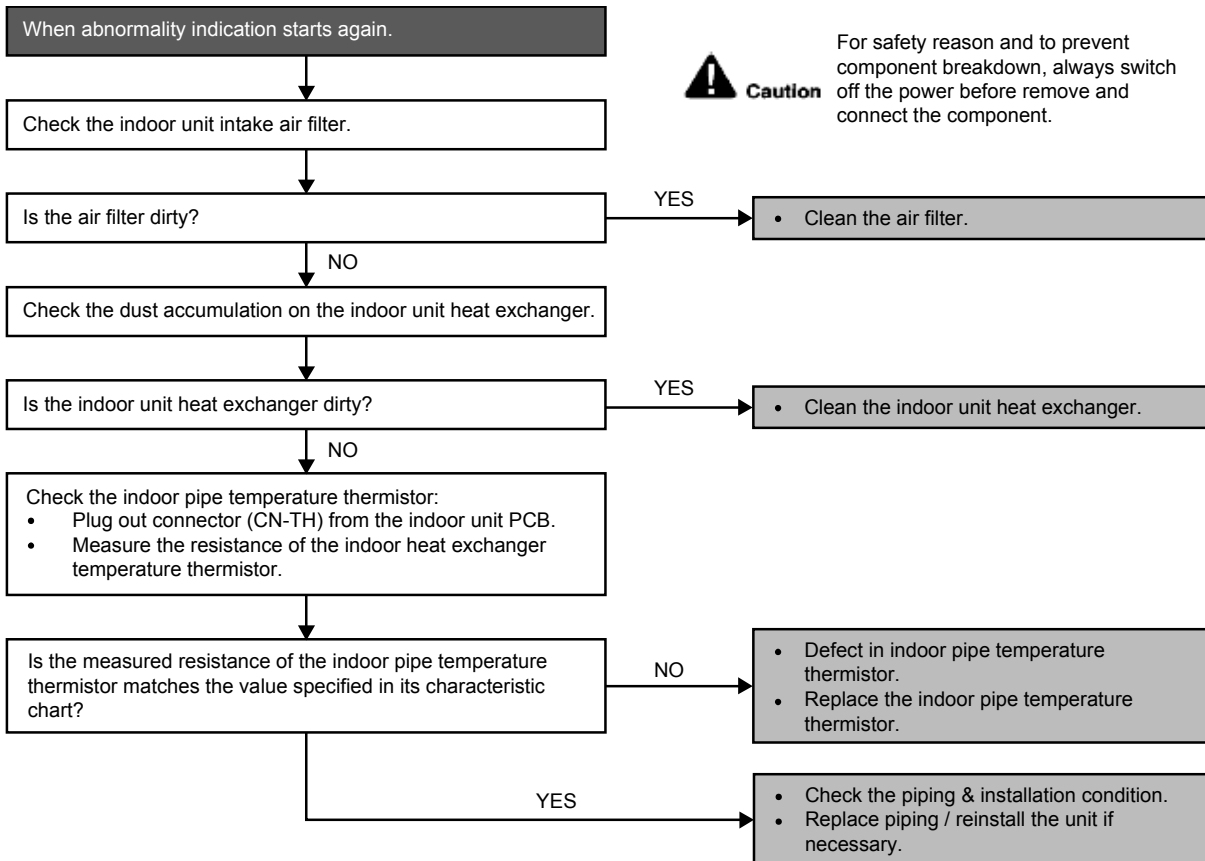 When abnormality indication starts again.
Caution
For safety reason and to prevent
component breakdown, always switch
off the power before remove and
connect the component.
Check the indoor unit intake air filter.
Is the air filter dirty?
YES
• Clean the air filter.
NO
Check the dust accumulation on the indoor unit heat exchanger.
Is the indoor unit heat exchanger dirty?
YES
• Clean the indoor unit heat exchanger.
NO
Check the indoor pipe temperature thermistor:
• Plug out connector (CN-TH) from the indoor unit PCB.
• Measure the resistance of the indoor heat exchanger
temperature thermistor.
Is the measured resistance of the indoor pipe temperature
thermistor matches the value specified in its characteristic
chart?
NO
• Defect in indoor pipe temperature
thermistor.
• Replace the indoor pipe temperature
thermistor.
YES
• Check the piping & installation condition.
• Replace piping / reinstall the unit if
necessary.